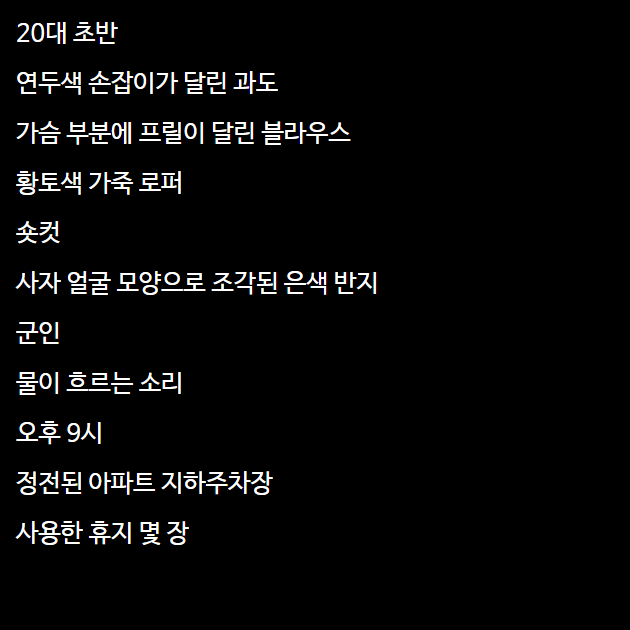 20대 초반
연두색 손잡이가 달린 과도
가슴 부분에 프릴이 달린 블라우스
황토색 가죽 로퍼
숏컷
사자 얼굴 모양으로 조각된 은색 반지
군인
물이 흐르는 소리
오후 9시
정전된 아파트 지하주차장
사용한 휴지 몇 장